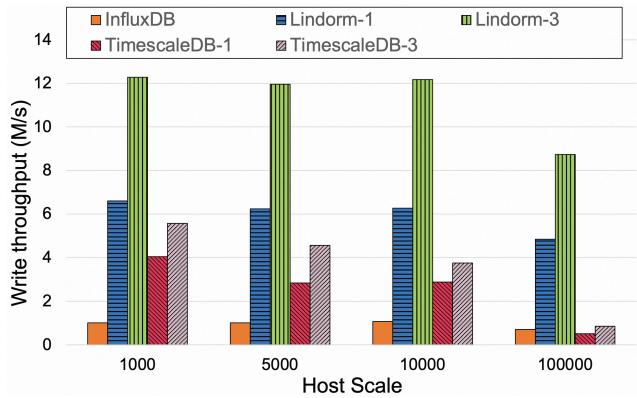 InfluxDB Lindorm-1 Lindorm-3
TimescaleDB-1 TimescaleDB-3
14
12
10
8
6
4
2
0
Write throughput (M/s)
1000 5000 10000 100000
Host Scale